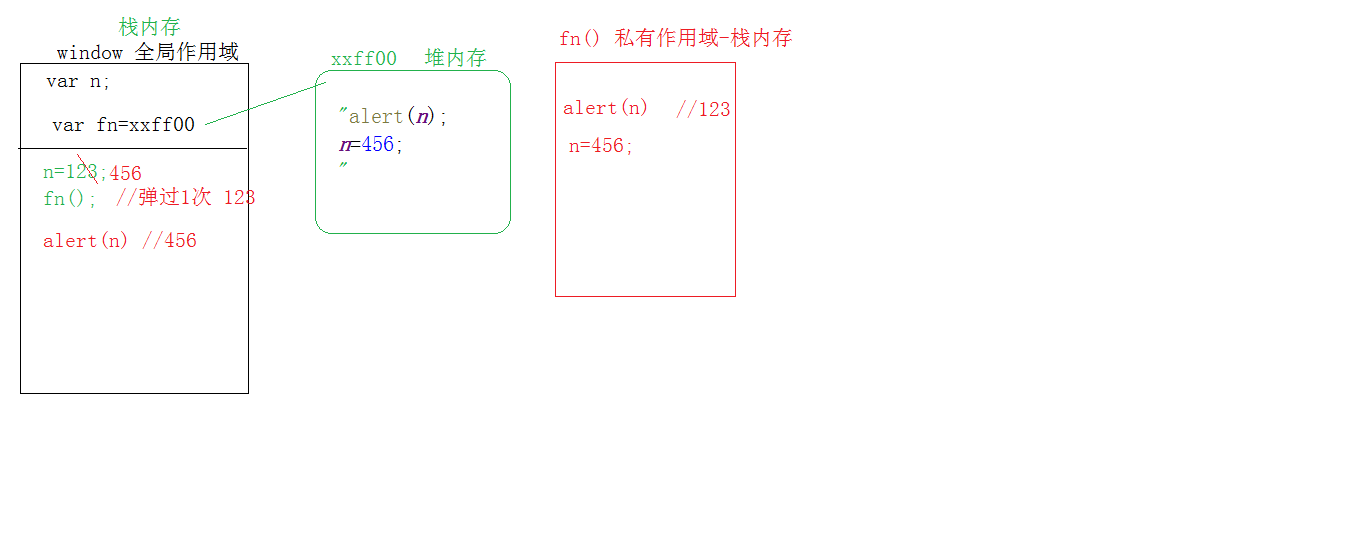 栈内存
window 全局作用域
var n;
var fn=xxff00
n=123;456
fn(); //弹过1次 123
alert(n) //456
xxff00 堆内存
"alert(n);
n=456;
"
fn() 私有作用域-栈内存
alert(n) //123
n=456;